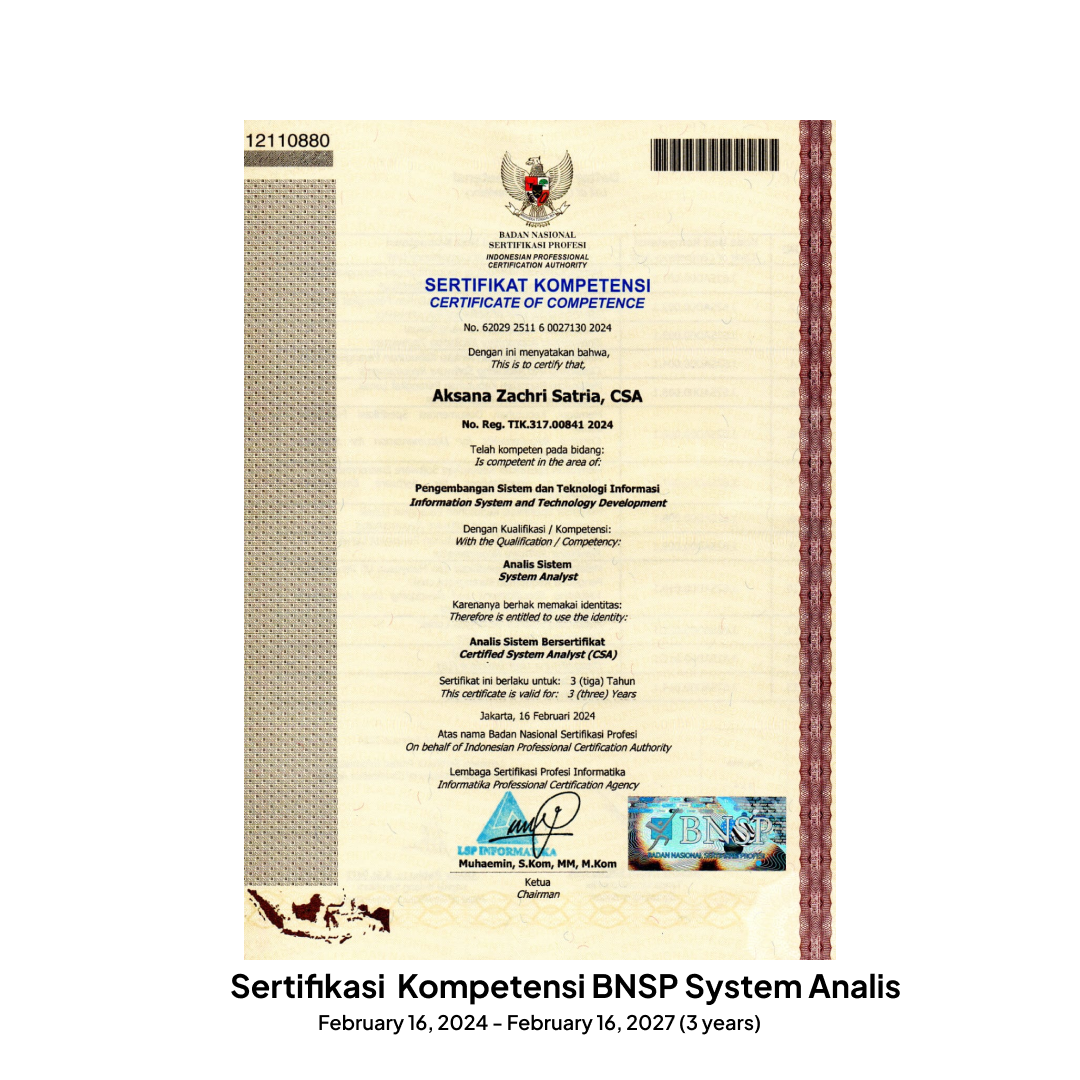 12110880
BADAN NASIONAL
SERTIFIKASI PROFESI
INDONESIAN PROFESSIONAL
CERTIFICATION AUTHORITY
SERTIFIKAT KOMPETENSI
CERTIFICATE OF COMPETENCE
No. 62029 2511 6 0027130 2024
Dengan ini menyatakan bahwa,
This is to certify that,
Aksana Zachri Satria, CSA
No. Reg. TIK.317.00841 2024
Telah kompeten pada bidang:
Is competent in the area of:
Pengembangan Sistem dan Teknologi Informasi
Information System and Technology Development
Dengan Kualifikasi / Kompetensi:
With the Qualification / Competency:
Analis Sistem
System Analyst
Karenanya berhak memakai identitas:
Therefore is entitled to use the identity:
Analis Sistem Bersertifikat
Certified System Analyst (CSA)
Sertifikat ini berlaku untuk: 3 (tiga) Tahun
This certificate is valid for: 3 (three) Years
Jakarta, 16 Februari 2024
Atas nama Badan Nasional Sertifikasi Profesi
On behalf of Indonesian Professional Certification Authority
Lembaga Sertifikasi Profesi Informatika
Informatika Professional Certification Agency
LSP INFORMATIKA
BNSP
BADAN NASIONAL SERTIFIKASI PROFESI
Muhaemin, S.Kom, MM, M.Kom
Ketua
Chairman
Sertifikasi Kompetensi BNSP System Analis
February 16, 2024 - February 16, 2027 (3 years)